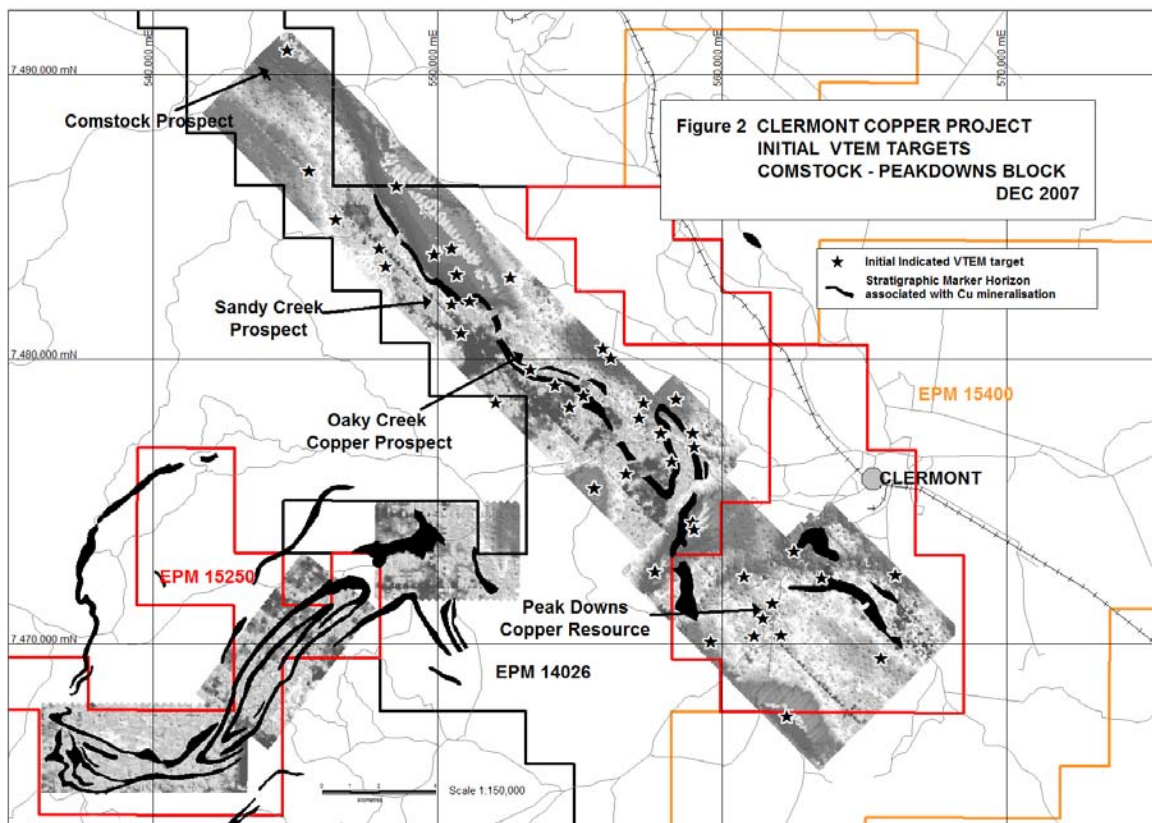 540,000 mE
550,000 mE
560,000 mE
570,000 mE
7,490,000 mN
Comstock Prospect
Figure 2 CLERMONT COPPER PROJECT
INITIAL VTEM TARGETS
COMSTOCK - PEAKDOWNS BLOCK
DEC 2007
Initial Indicated VTEM target
Stratigraphic Marker Horizon
associated with Cu mineralisation
Sandy Creek
Prospect
7,480,000 mN
EPM 15400
Oaky Creek
Copper Prospect
CLERMONT
EPM 15250
Peak Downs
Copper Resource
7,470,000 mN
EPM 14026
Scale 1:150,000